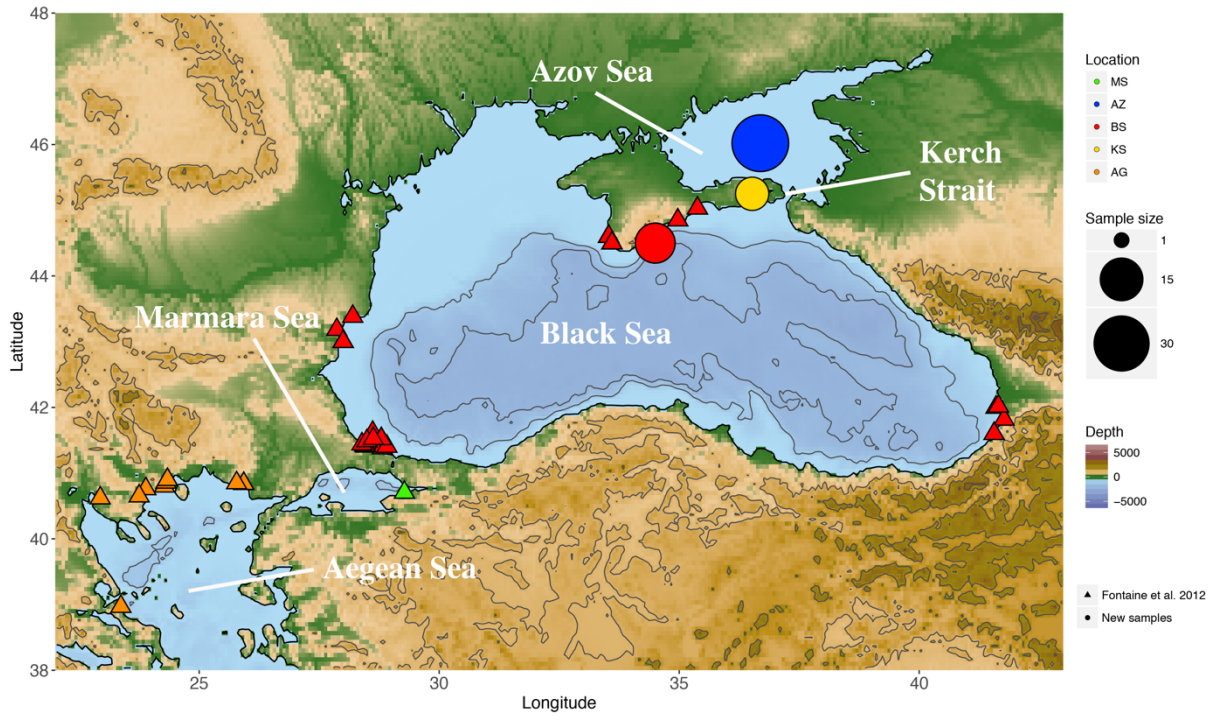 48
46
44
42
40
38
Latitude
25
30
35
40
Longitude
Azov Sea
Kerch
Strait
Marmara Sea
Black Sea
Aegean Sea
Location
MS
AZ
BS
KS
AG
Sample size
1
15
30
Depth
5000
0
−5000
Fontaine et al. 2012
New samples